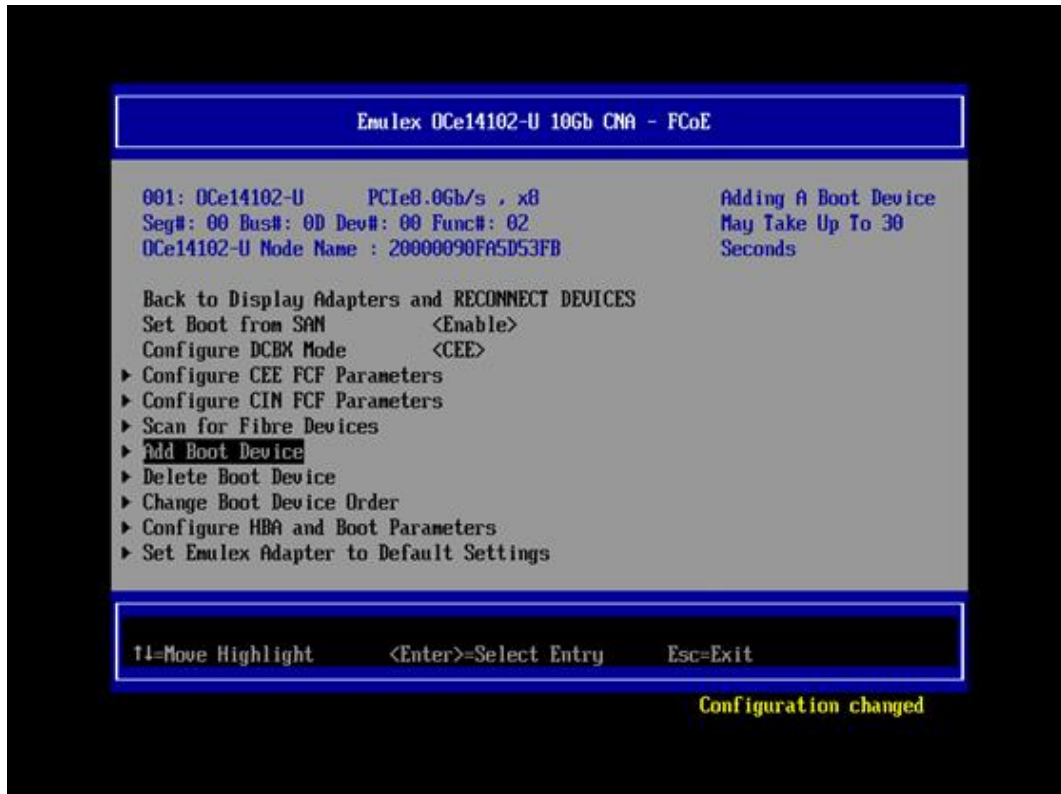 Emulex OCe14102-U 10Gb CNA - FCoE
001: OCe14102-U PCIe8.0Gb/s , x8
Seg#: 00 Bus#: 0D Dev#: 00 Func#: 02
OCe14102-U Node Name : 20000090FA5D53FB
Adding A Boot Device
May Take Up To 30
Seconds
Back to Display Adapters and RECONNECT DEVICES
Set Boot from SAN <Enable>
Configure DCBX Mode <CEE>
Configure CEE FCF Parameters
Configure CIN FCF Parameters
Scan for Fibre Devices
Add Boot Device
Delete Boot Device
Change Boot Device Order
Configure HBA and Boot Parameters
Set Emulex Adapter to Default Settings
↑↓=Move Highlight <Enter>=Select Entry Esc=Exit
Configuration changed